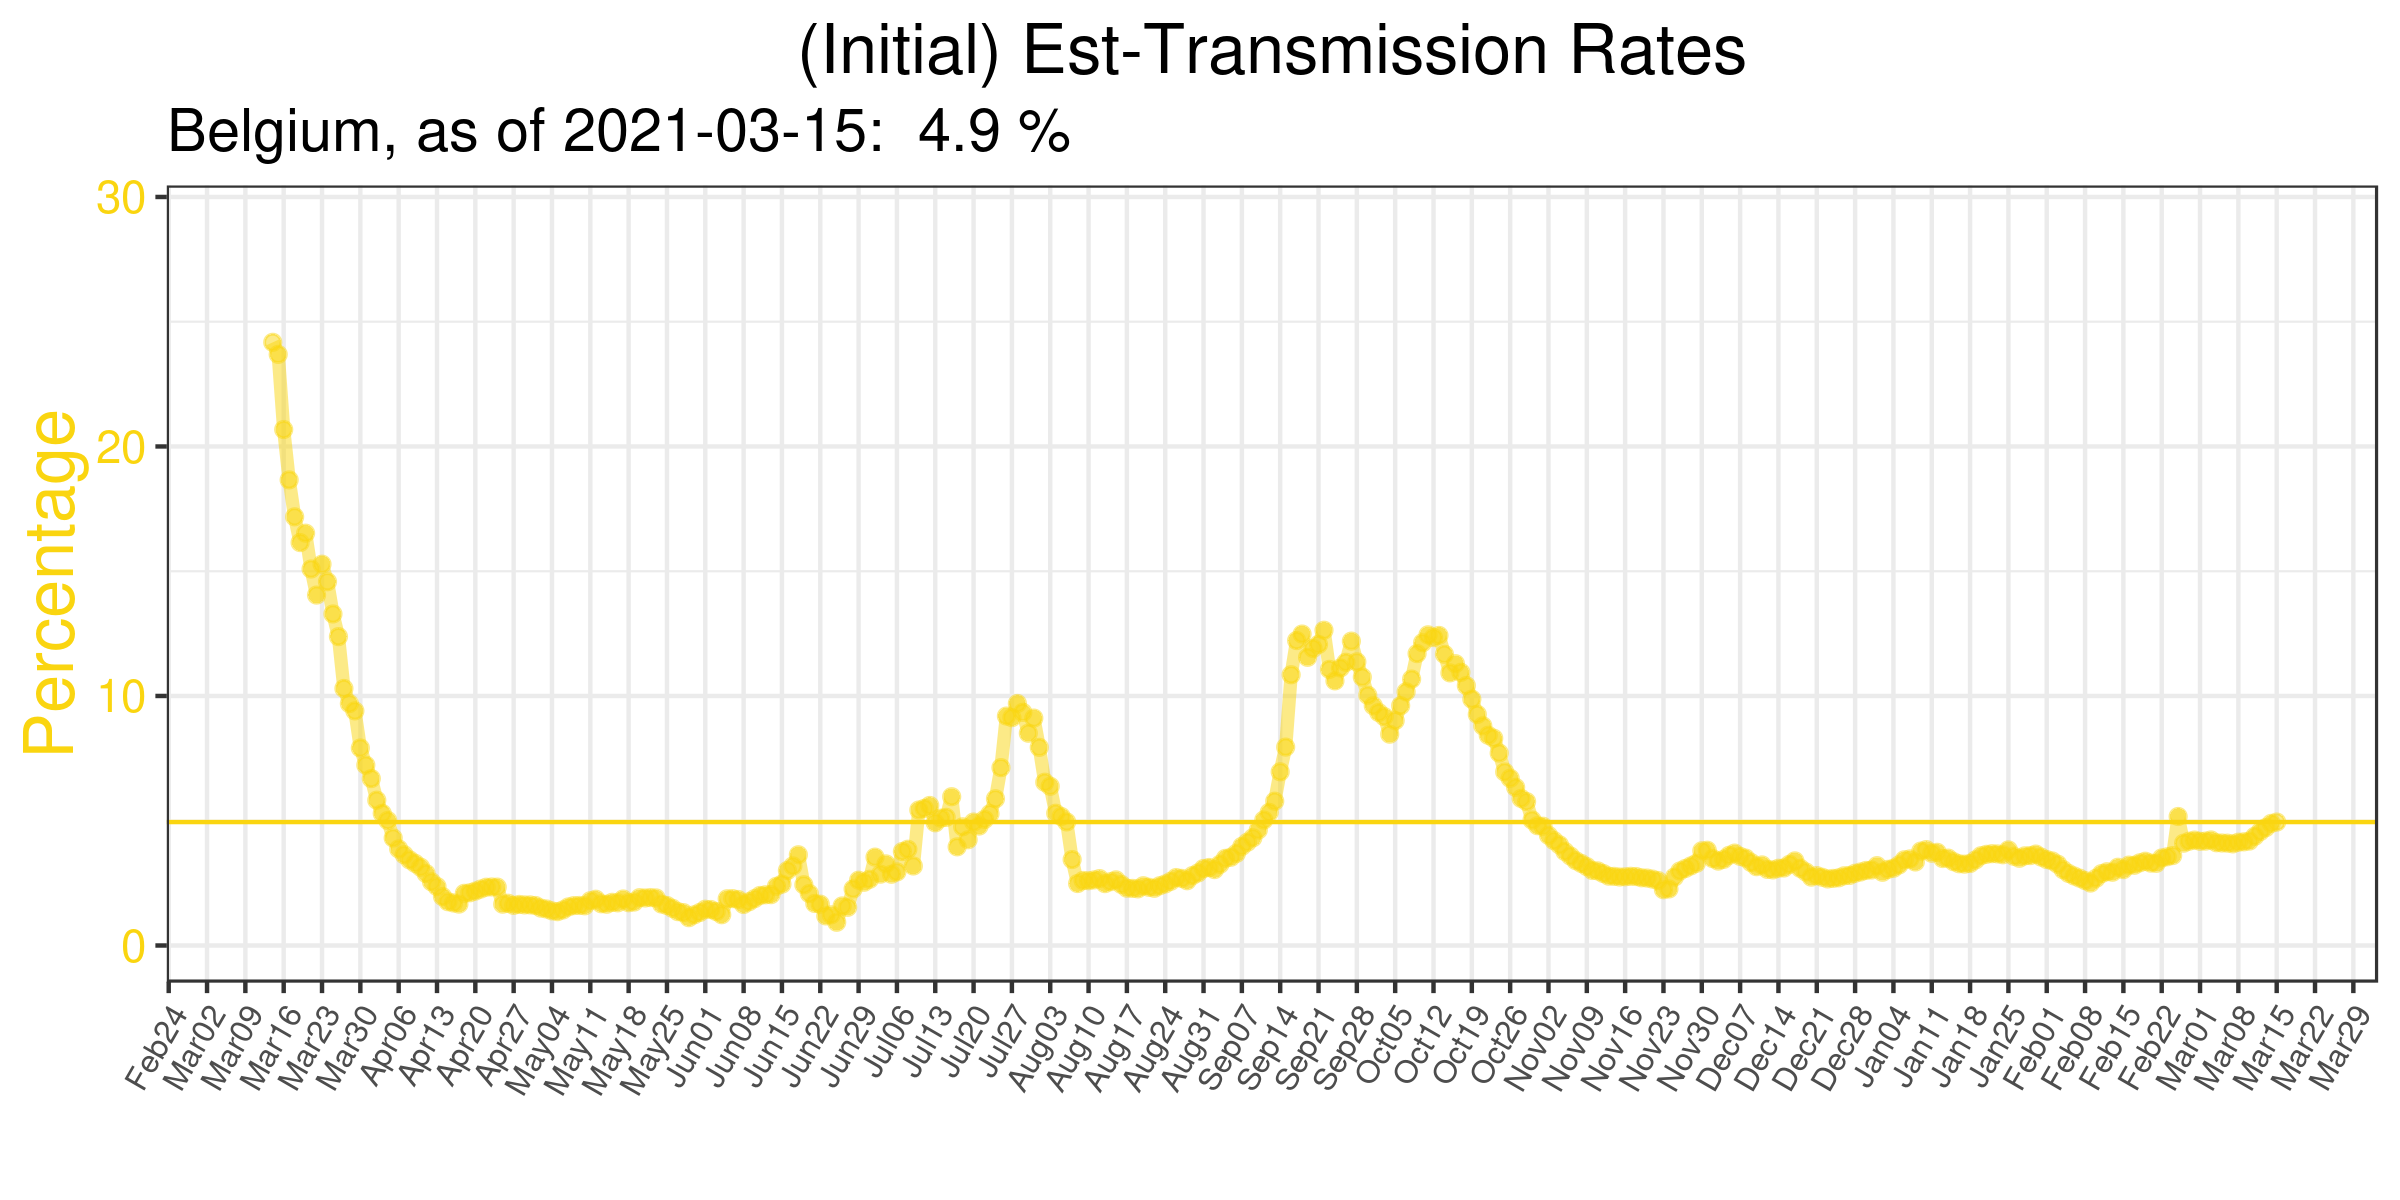 (Initial) Est-Transmission Rates
Belgium, as of 2021-03-15:  4.9 %
Percentage
30
20
10
0
Feb24
Mar02
Mar09
Mar16
Mar23
Mar30
Apr06
Apr13
Apr20
Apr27
May04
May11
May18
May25
Jun01
Jun08
Jun15
Jun22
Jun29
Jul06
Jul13
Jul20
Jul27
Aug03
Aug10
Aug17
Aug24
Aug31
Sep07
Sep14
Sep21
Sep28
Oct05
Oct12
Oct19
Oct26
Nov02
Nov09
Nov16
Nov23
Nov30
Dec07
Dec14
Dec21
Dec28
Jan04
Jan11
Jan18
Jan25
Feb01
Feb08
Feb15
Feb22
Mar01
Mar08
Mar15
Mar22
Mar29